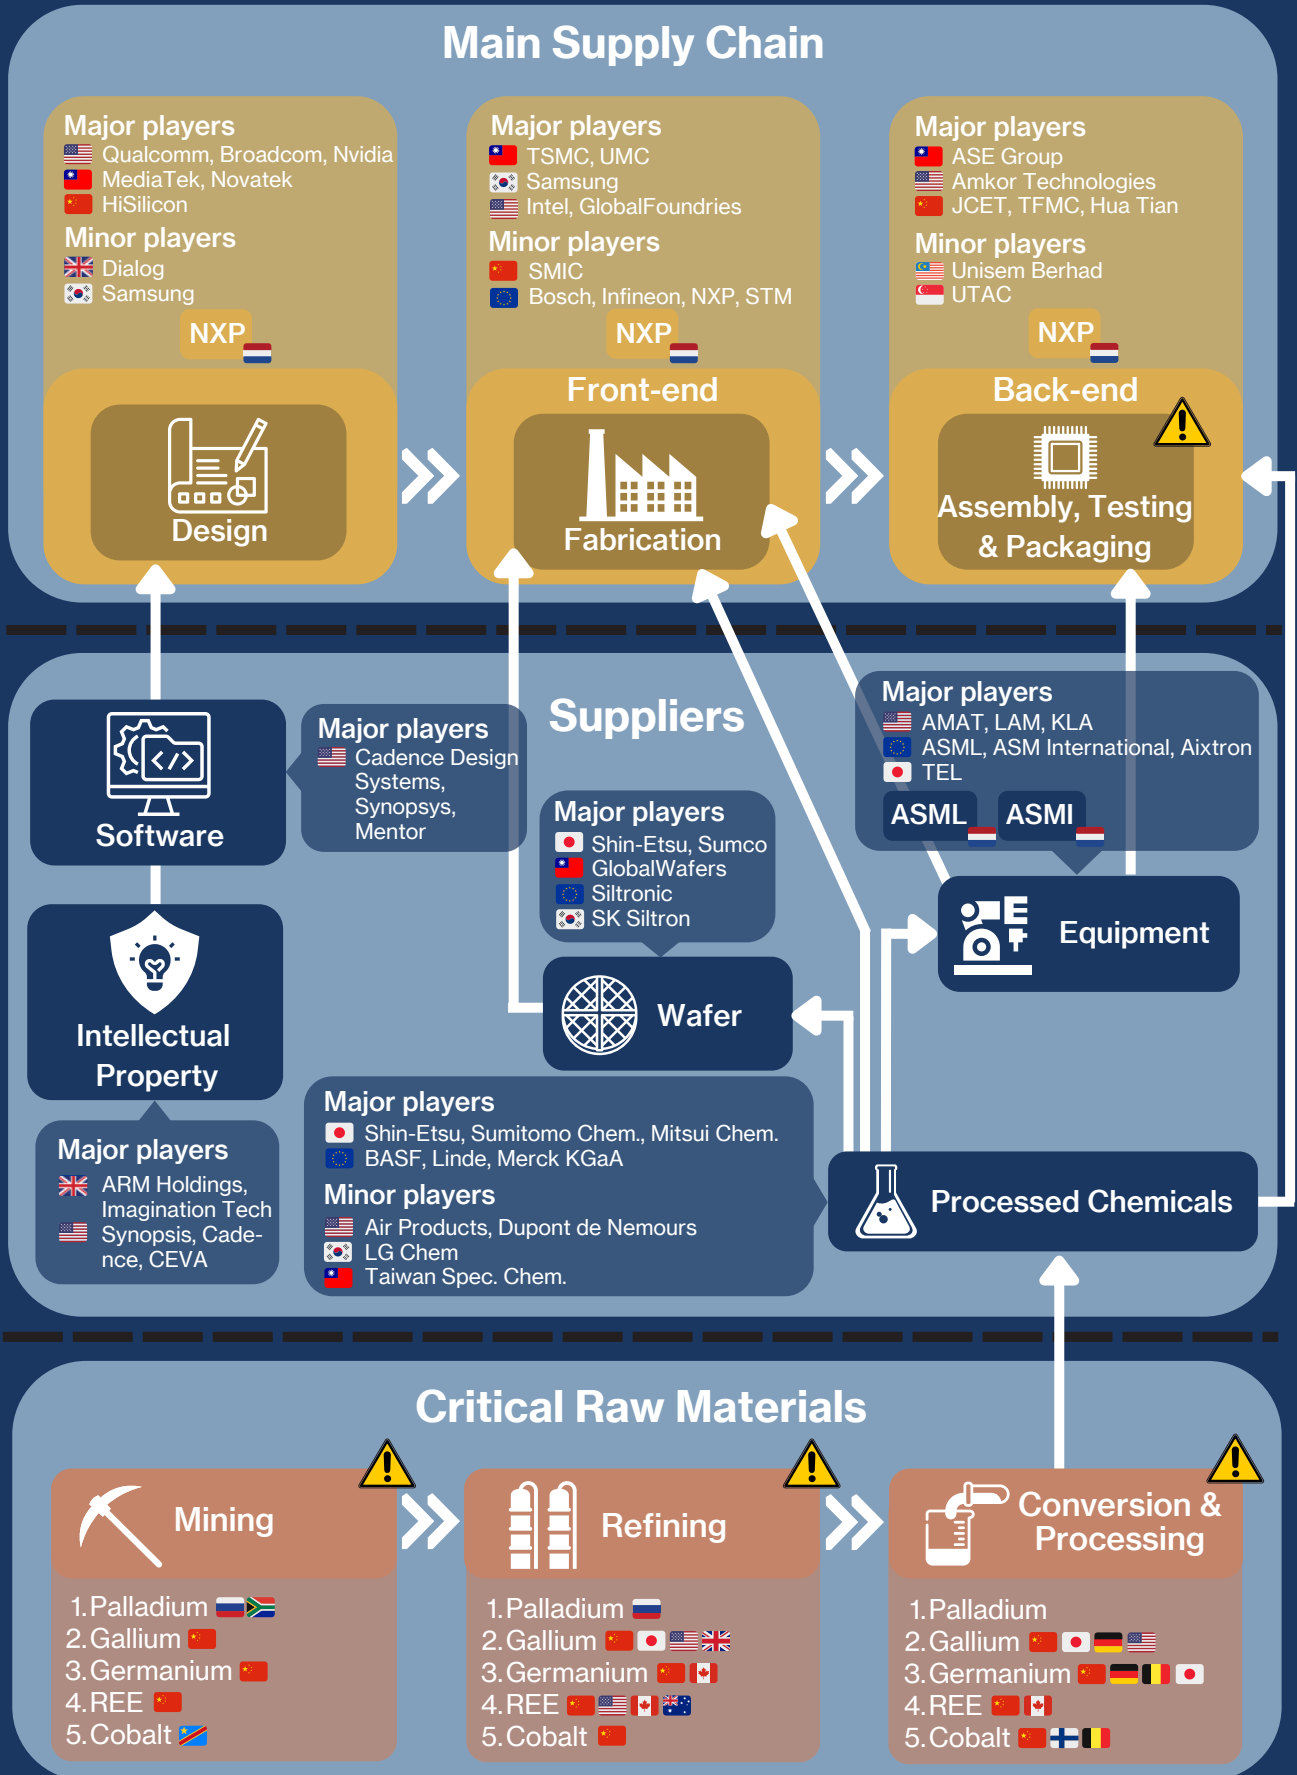 Main Supply Chain
Major players
Qualcomm, Broadcom, Nvidia
MediaTek, Novatek
HiSilicon
Minor players
Dialog
Samsung
NXP
Design
Major players
TSMC, UMC
Samsung
Intel, GlobalFoundries
Minor players
SMIC
Bosch, Infineon, NXP, STM
NXP
Front-end
Fabrication
Major players
ASE Group
Amkor Technologies
JCET, TFMC, Hua Tian
Minor players
Unisem Berhad
UTAC
NXP
Back-end
Assembly, Testing
& Packaging
Suppliers
Software
Major players
Cadence Design
Systems,
Synopsys,
Mentor
Intellectual
Property
Major players
ARM Holdings,
Imagination Tech
Synopsis, Cade-
nce, CEVA
Major players
Shin-Etsu, Sumco
GlobalWafers
Siltronic
SK Siltron
Wafer
Major players
AMAT, LAM, KLA
ASML, ASM International, Aixtron
TEL
ASML
ASMI
Equipment
Major players
Shin-Etsu, Sumitomo Chem., Mitsui Chem.
BASF, Linde, Merck KGaA
Minor players
Air Products, Dupont de Nemours
LG Chem
Taiwan Spec. Chem.
Processed Chemicals
Critical Raw Materials
Mining
1. Palladium
2. Gallium
3. Germanium
4. REE
5. Cobalt
Refining
1. Palladium
2. Gallium
3. Germanium
4. REE
5. Cobalt
Conversion &
Processing
1. Palladium
2. Gallium
3. Germanium
4. REE
5. Cobalt